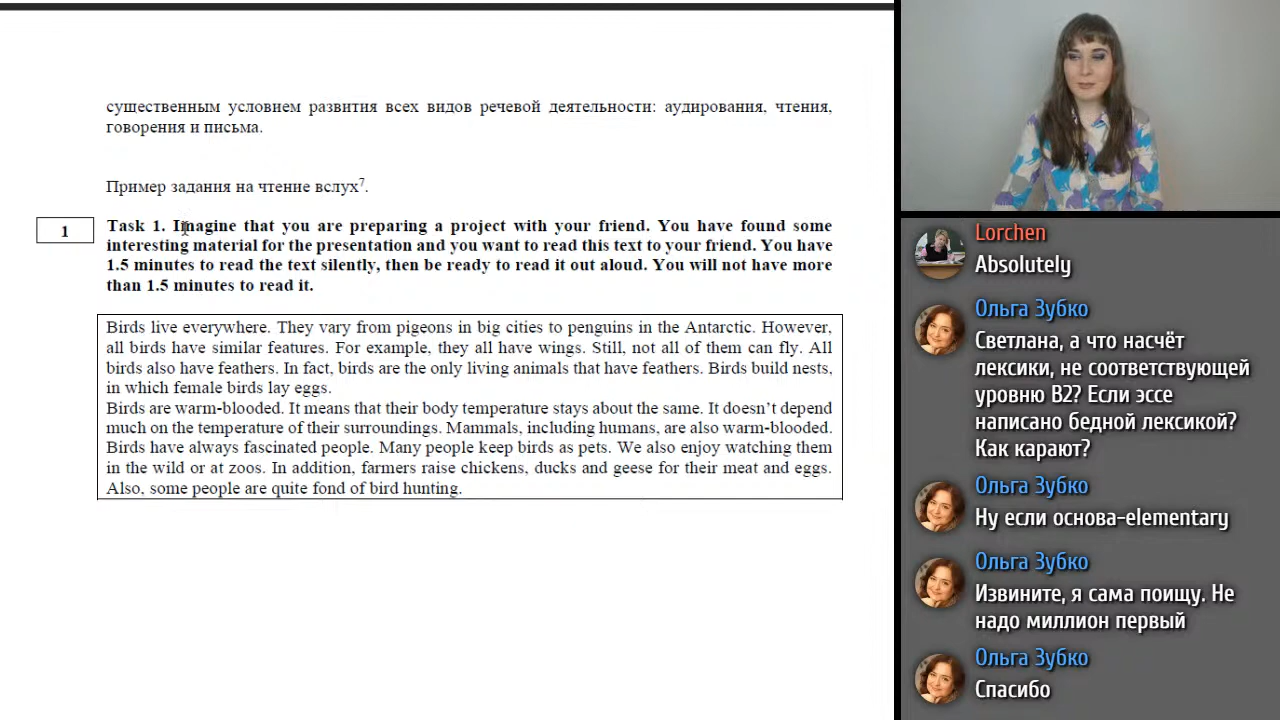 существенным условием развития всех видов речевой деятельности: аудирования, чтения,
говорения и письма.
Пример задания на чтение вслух⁷.
1
Task 1. Imagine that you are preparing a project with your friend. You have found some
interesting material for the presentation and you want to read this text to your friend. You have
1.5 minutes to read the text silently, then be ready to read it out aloud. You will not have more
than 1.5 minutes to read it.
Birds live everywhere. They vary from pigeons in big cities to penguins in the Antarctic. However,
all birds have similar features. For example, they all have wings. Still, not all of them can fly. All
birds also have feathers. In fact, birds are the only living animals that have feathers. Birds build nests,
in which female birds lay eggs.
Birds are warm-blooded. It means that their body temperature stays about the same. It doesn't depend
much on the temperature of their surroundings. Mammals, including humans, are also warm-blooded.
Birds have always fascinated people. Many people keep birds as pets. We also enjoy watching them
in the wild or at zoos. In addition, farmers raise chickens, ducks and geese for their meat and eggs.
Also, some people are quite fond of bird hunting.
Lorchen
Absolutely
Ольга Зубко
Светлана, а что насчёт
лексики, не соответствующей
уровню B2? Если эссе
написано бедной лексикой?
Как карают?
Ольга Зубко
Ну если основа-elementary
Ольга Зубко
Извините, я сама поищу. Не
надо миллион первый
Ольга Зубко
Спасибо